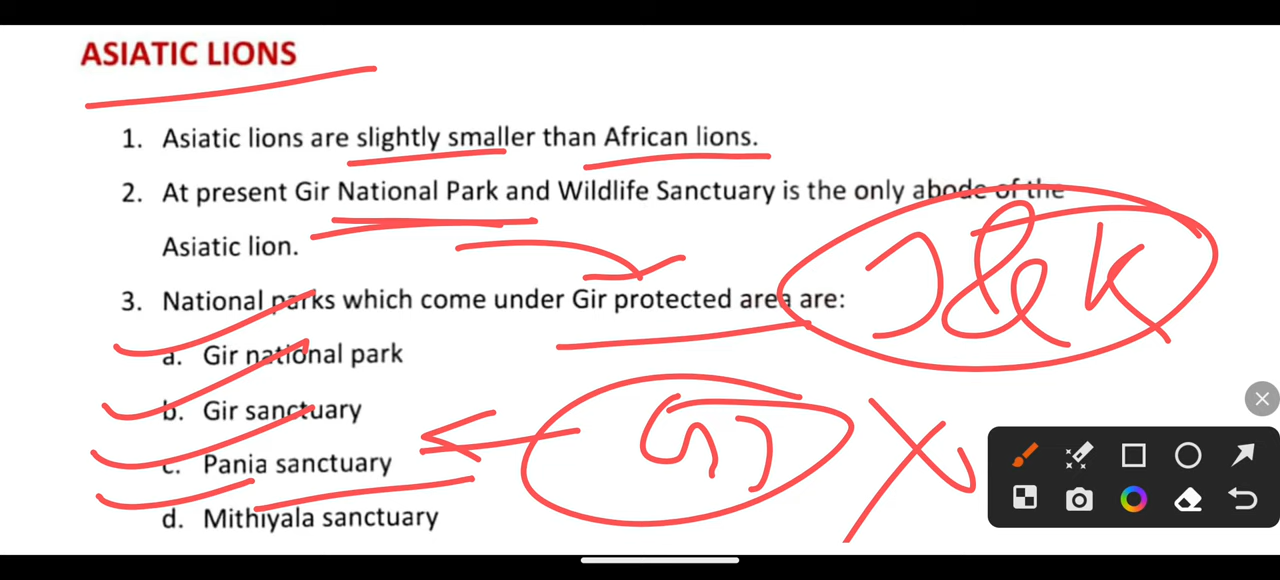 ASIATIC LIONS
1. Asiatic lions are slightly smaller than African lions.
2. At present Gir National Park and Wildlife Sanctuary is the only abode of the
Asiatic lion.
J&K
3. National parks which come under Gir protected area are:
a. Gir national park
b. Gir sanctuary
GJ
c. Pania sanctuary
d. Mithiyala sanctuary